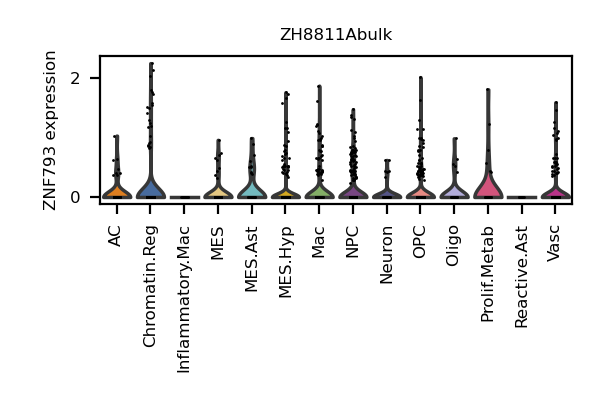 ZH8811Abulk
ZNF793 expression
2
0
AC
Chromatin.Reg
Inflammatory.Mac
MES
MES.Ast
MES.Hyp
Mac
NPC
Neuron
OPC
Oligo
Prolif.Metab
Reactive.Ast
Vasc